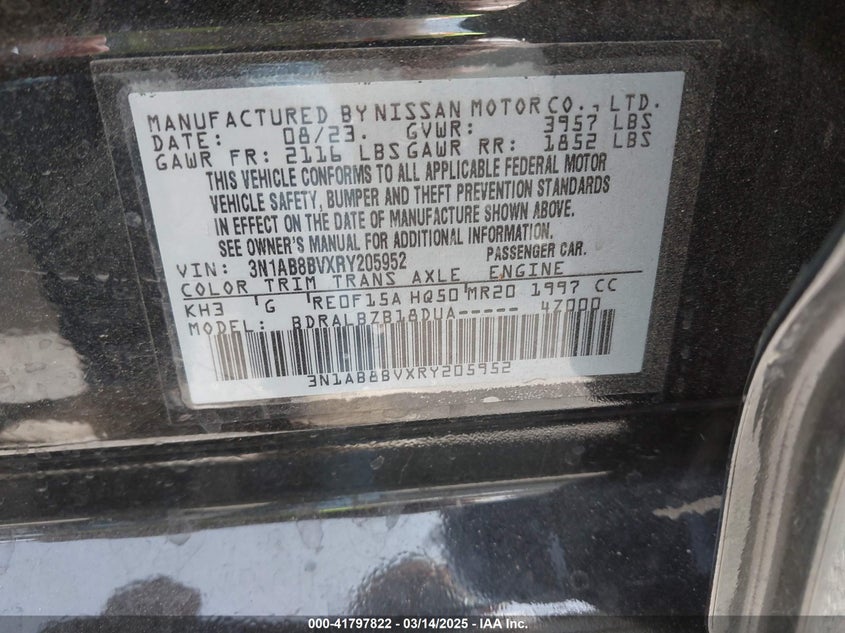 MANUFACTURED BY NISSAN MOTOR CO., LTD.
DATE: 08/23. GVWR: 3957 LBS
GAWR FR: 2116 LBS GAWR RR: 1852 LBS
THIS VEHICLE CONFORMS TO ALL APPLICABLE FEDERAL MOTOR
VEHICLE SAFETY, BUMPER AND THEFT PREVENTION STANDARDS
IN EFFECT ON THE DATE OF MANUFACTURE SHOWN ABOVE.
SEE OWNER'S MANUAL FOR ADDITIONAL INFORMATION.
VIN: 3N1AB8BVXRY205952 PASSENGER CAR.
COLOR TRIM TRANS AXLE ENGINE
KH3 G RE0F15A HQ50 MR20 1997 CC
MODEL: BDRALBZB18DUA----- 4Z000
3N1AB8BVXRY205952
000-41797822 / 03/14/2025 - IAA Inc.